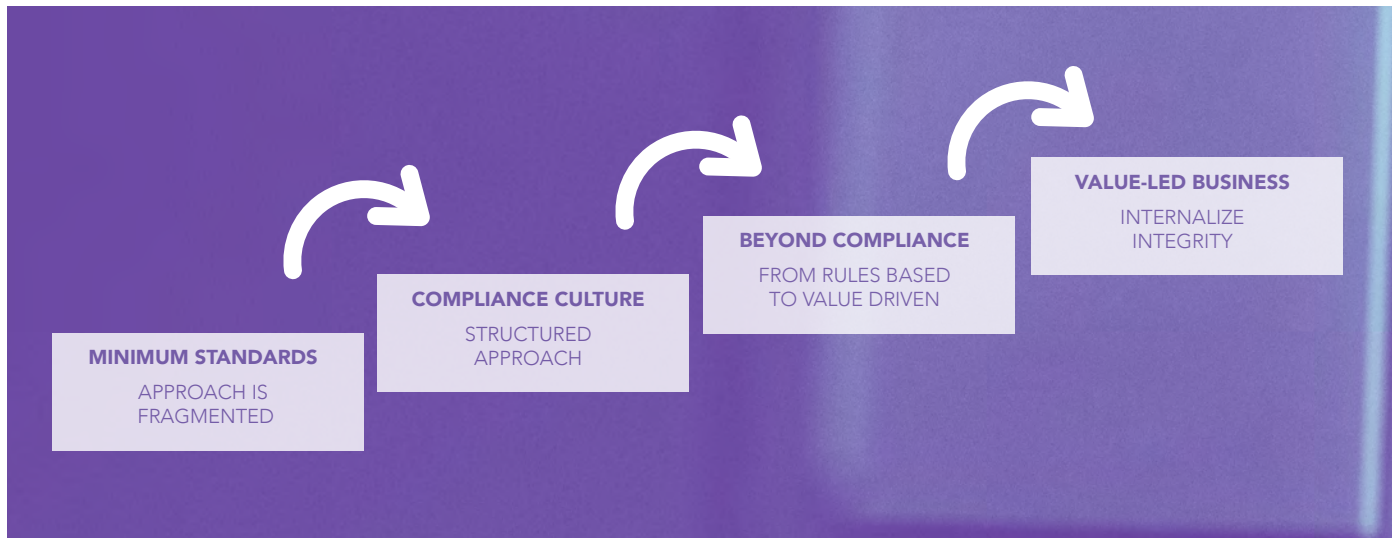 MINIMUM STANDARDS
APPROACH IS
FRAGMENTED
COMPLIANCE CULTURE
STRUCTURED
APPROACH
BEYOND COMPLIANCE
FROM RULES BASED
TO VALUE DRIVEN
VALUE-LED BUSINESS
INTERNALIZE
INTEGRITY